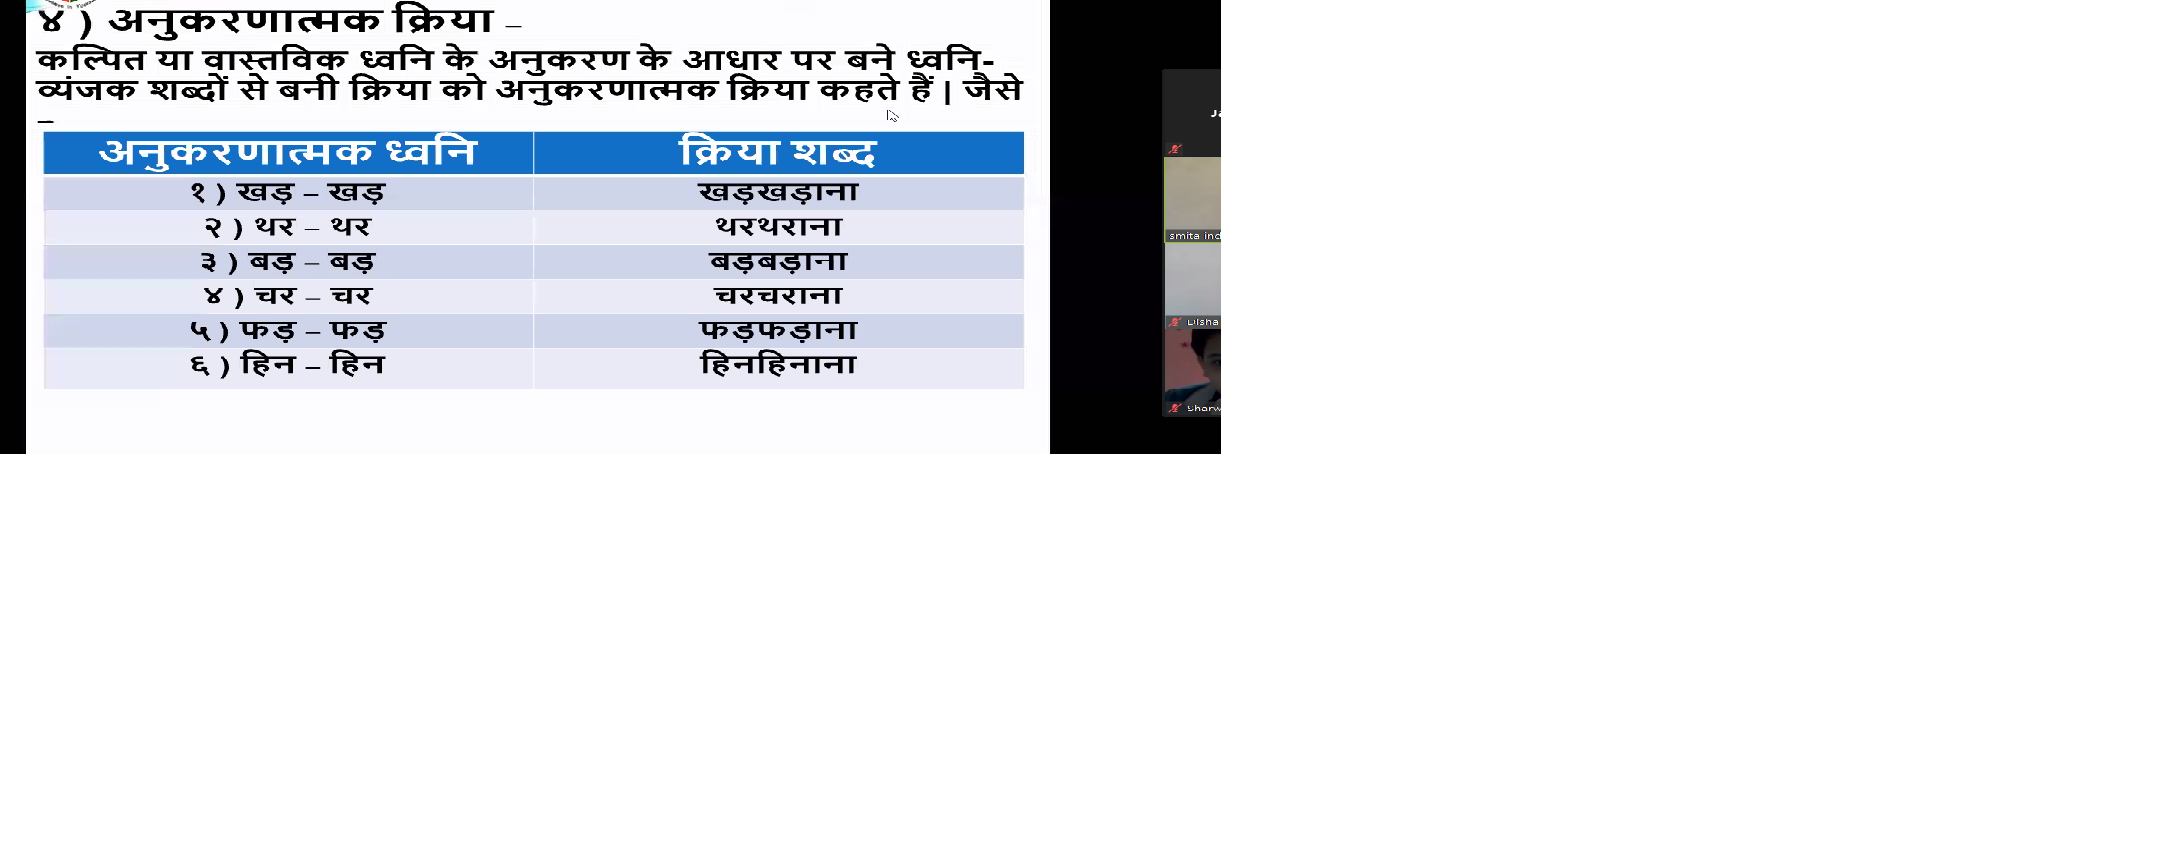 ४ ) अनुकरणात्मक क्रिया –
कल्पित या वास्तविक ध्वनि के अनुकरण के आधार पर बने ध्वनि-
व्यंजक शब्दों से बनी क्रिया को अनुकरणात्मक क्रिया कहते हैं | जैसे
–
अनुकरणात्मक ध्वनि क्रिया शब्द
१ ) खड़ – खड़ खड़खड़ाना
२ ) थर – थर थरथराना
३ ) बड़ – बड़ बड़बड़ाना
४ ) चर – चर चरचराना
५ ) फड़ – फड़ फड़फड़ाना
६ ) हिन – हिन हिनहिनाना
smita ind
Disha